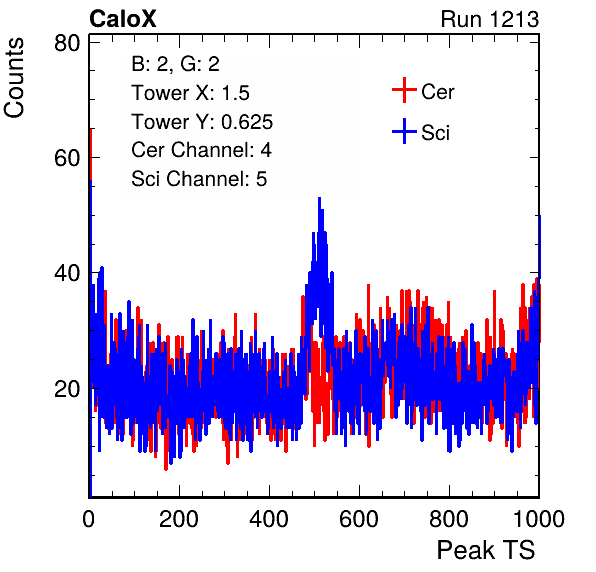 CaloX Run 1213
Counts
80
60
40
20
B: 2, G: 2
Tower X: 1.5
Tower Y: 0.625
Cer Channel: 4
Sci Channel: 5
Cer
Sci
0 200 400 600 800 1000
Peak TS